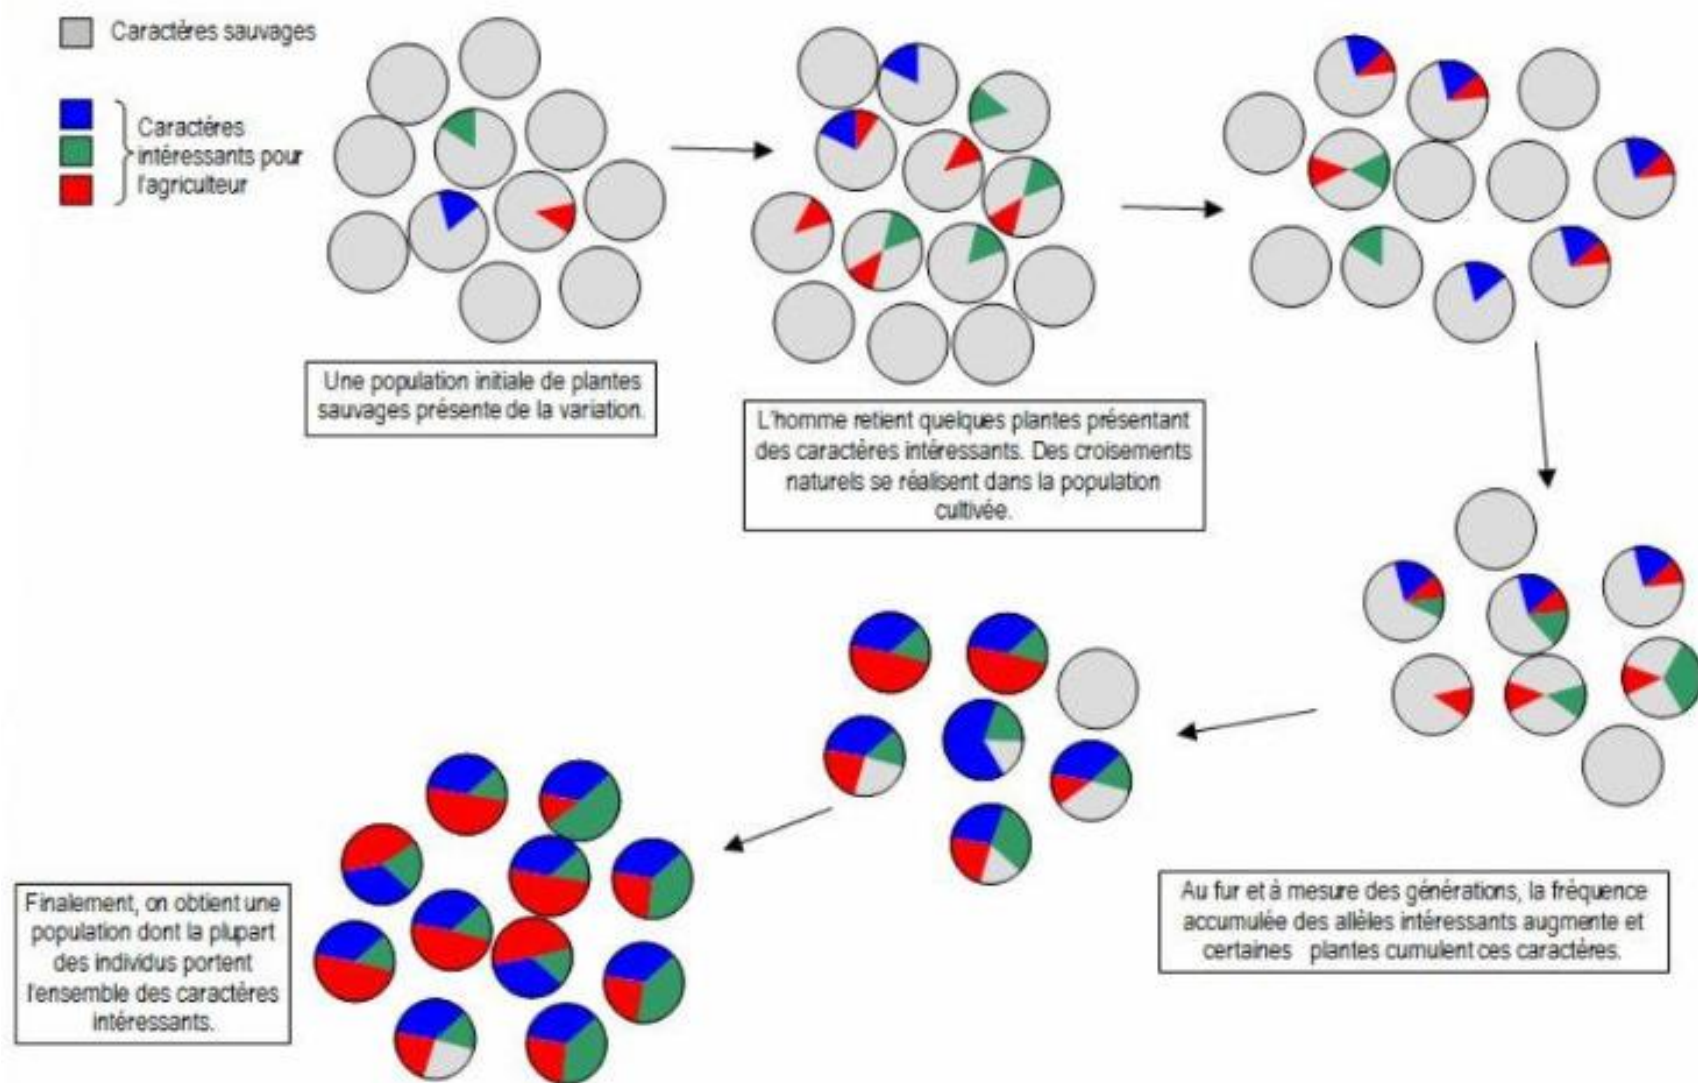 Caractères sauvages
Caractères
intéressants pour
l'agriculteur
Une population initiale de plantes
sauvages présente de la variation.
L'homme retient quelques plantes présentant
des caractères intéressants. Des croisements
naturels se réalisent dans la population
cultivée.
Au fur et à mesure des générations, la fréquence
accumulée des allèles intéressants augmente et
certaines plantes cumulent ces caractères.
Finalement, on obtient une
population dont la plupart
des individus portent
l'ensemble des caractères
intéressants.